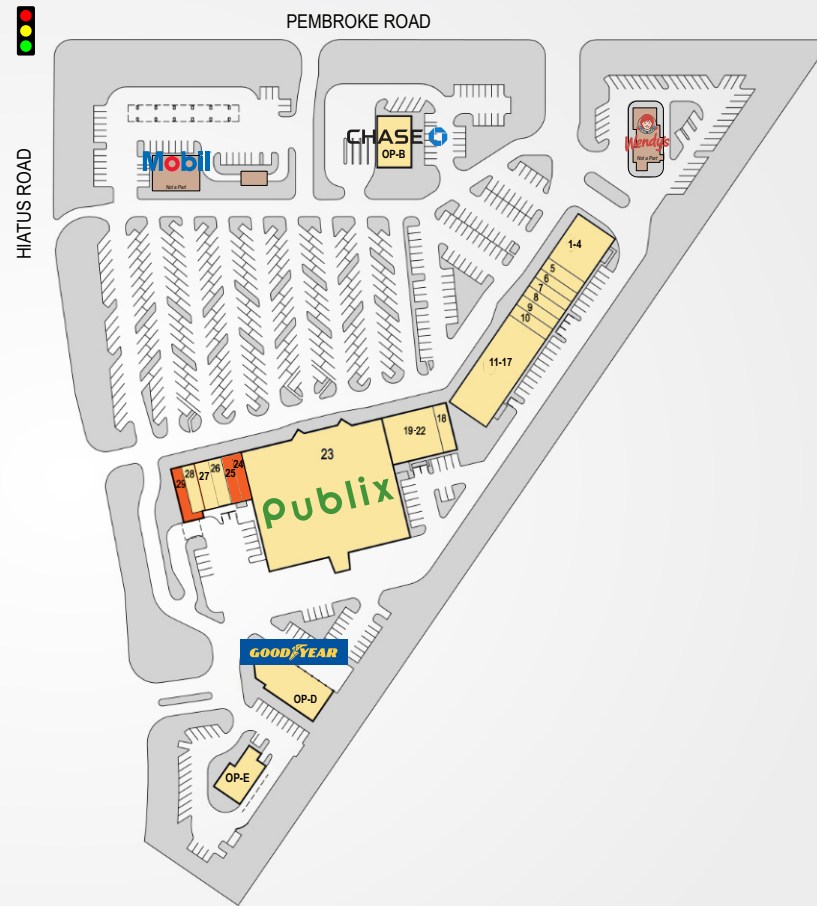 PEMBROKE ROAD
HIATUS ROAD
CHASE
OP-B
Mobil
Not a Part
Wendy's
Not a Part
1-4
5
6
7
8
9
10
11-17
18
19-22
23
Publix
24
25
26
27
28
29
GOODYEAR
OP-D
OP-E